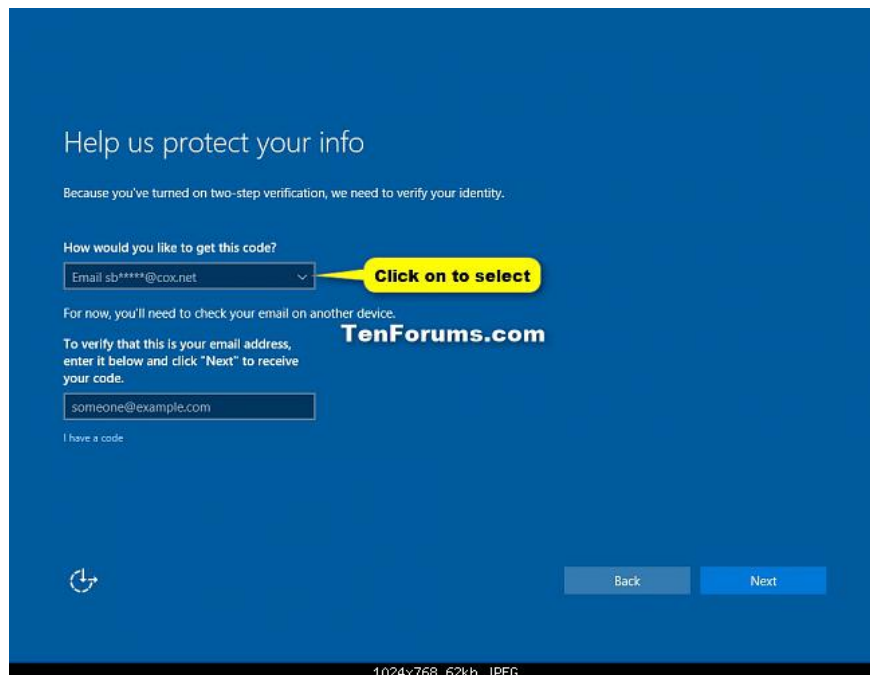 Help us protect your info
Because you've turned on two-step verification, we need to verify your identity.
How would you like to get this code?
Email sb*****@cox.net
Click on to select
For now, you'll need to check your email on another device.
TenForums.com
To verify that this is your email address,
enter it below and click "Next" to receive
your code.
someone@example.com
I have a code
Back
Next
1024x768 62kb JPEG